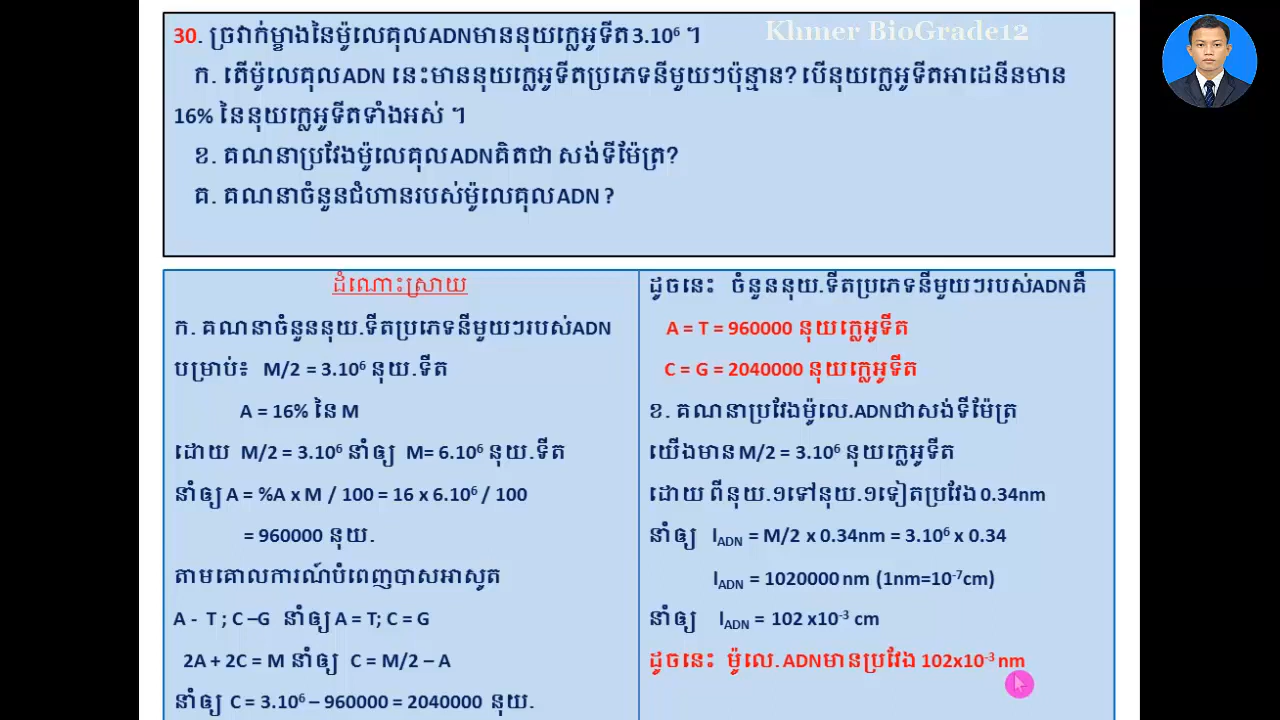 Khmer BioGrade12
30. ច្រវាក់ម្ខាងនៃម៉ូលេគុលADNមាននុយក្លេអូទីត3.10⁶ ។
ក. តើម៉ូលេគុលADN នេះមាននុយក្លេអូទីតប្រភេទនីមួយៗប៉ុន្មាន? បើនុយក្លេអូទីតអាដេនីនមាន
16% នៃនុយក្លេអូទីតទាំងអស់ ។
ខ. គណនាប្រវែងម៉ូលេគុលADNគិតជា សង់ទីម៉ែត្រ?
គ. គណនាចំនួនជំហានរបស់ម៉ូលេគុលADN ?
ដំណោះស្រាយ
ក. គណនាចំនួននុយ.ទីតប្រភេទនីមួយៗរបស់ADN
បម្រាប់៖ M/2 = 3.10⁶ នុយ.ទីត
A = 16% នៃ M
ដោយ M/2 = 3.10⁶ នាំឲ្យ M= 6.10⁶ នុយ.ទីត
នាំឲ្យ A = %A x M / 100 = 16 x 6.10⁶ / 100
= 960000 នុយ.
តាមគោលការណ៍បំពេញបាសអាសូត
A - T ; C –G នាំឲ្យ A = T; C = G
2A + 2C = M នាំឲ្យ C = M/2 – A
នាំឲ្យ C = 3.10⁶ – 960000 = 2040000 នុយ.
ដូចនេះ ចំនួននុយ.ទីតប្រភេទនីមួយៗរបស់ADNគឺ
A = T = 960000 នុយក្លេអូទីត
C = G = 2040000 នុយក្លេអូទីត
ខ. គណនាប្រវែងម៉ូលេ.ADNជាសង់ទីម៉ែត្រ
យើងមាន M/2 = 3.10⁶ នុយក្លេអូទីត
ដោយ ពីនុយ.១ទៅនុយ.១ទៀតប្រវែង 0.34nm
នាំឲ្យ lADN = M/2 x 0.34nm = 3.10⁶ x 0.34
lADN = 1020000 nm (1nm=10⁻⁷cm)
នាំឲ្យ lADN = 102 x10⁻³ cm
ដូចនេះ ម៉ូលេ. ADNមានប្រវែង 102x10⁻³ nm